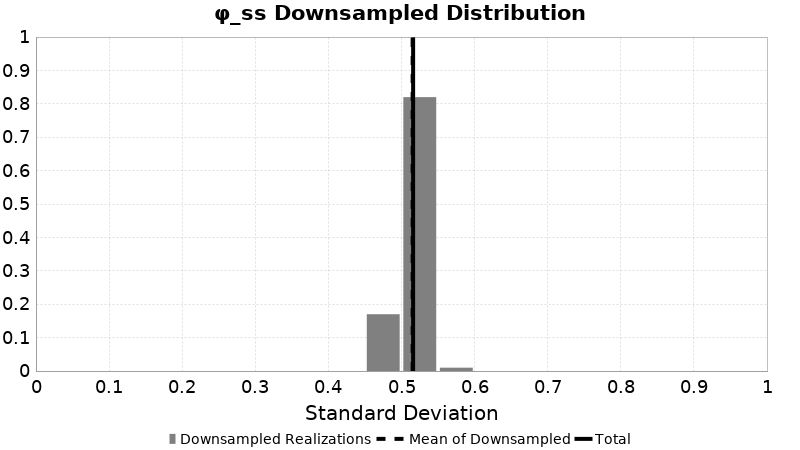 φ_ss Downsampled Distribution
1
0.9
0.8
0.7
0.6
0.5
0.4
0.3
0.2
0.1
0
0 0.1 0.2 0.3 0.4 0.5 0.6 0.7 0.8 0.9 1
Standard Deviation
Downsampled Realizations Mean of Downsampled Total